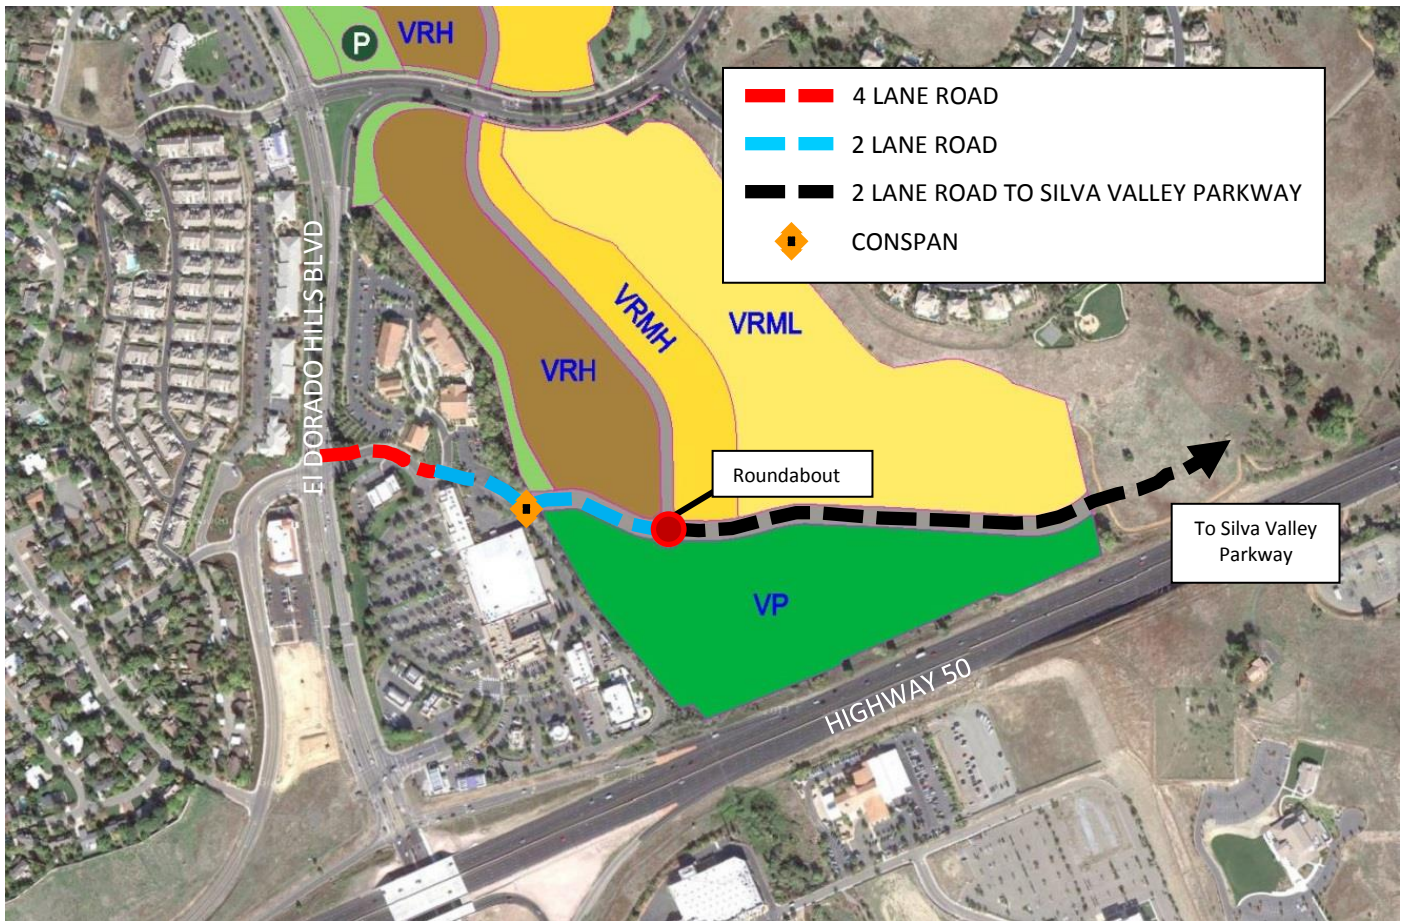 VRH
P
4 LANE ROAD
2 LANE ROAD
2 LANE ROAD TO SILVA VALLEY PARKWAY
CONSPAN
El DORADO HILLS BLVD
VRMH
VRML
VRH
Roundabout
To Silva Valley
Parkway
VP
HIGHWAY 50